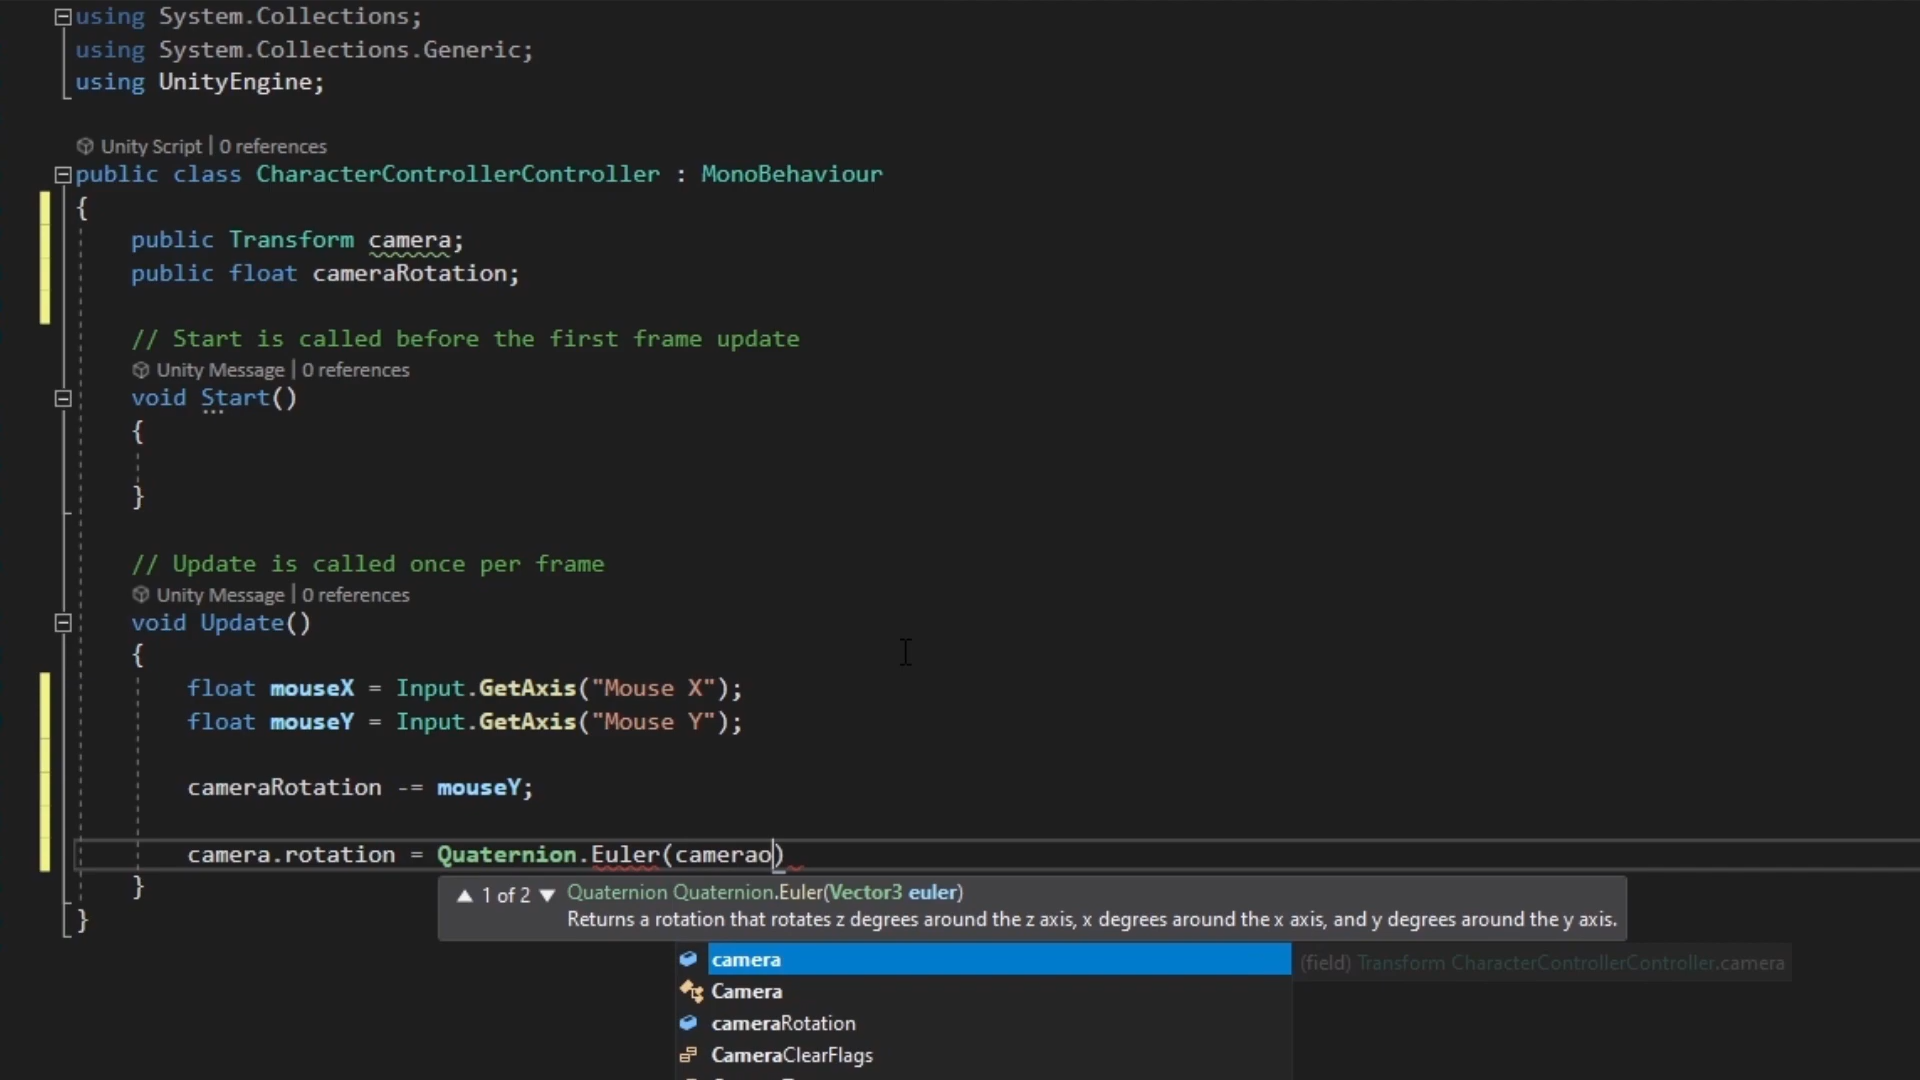 using System.Collections;
using System.Collections.Generic;
using UnityEngine;
Unity Script | 0 references
public class CharacterControllerController : MonoBehaviour
{
public Transform camera;
public float cameraRotation;
// Start is called before the first frame update
Unity Message | 0 references
void Start()
{
}
// Update is called once per frame
Unity Message | 0 references
void Update()
{
float mouseX = Input.GetAxis("Mouse X");
float mouseY = Input.GetAxis("Mouse Y");
cameraRotation -= mouseY;
camera.rotation = Quaternion.Euler(camerao)
}
▲ 1 of 2 ▼ Quaternion Quaternion.Euler(Vector3 euler)
Returns a rotation that rotates z degrees around the z axis, x degrees around the x axis, and y degrees around the y axis.
}
camera (field) Transform CharacterControllerController.camera
Camera
cameraRotation
CameraClearFlags